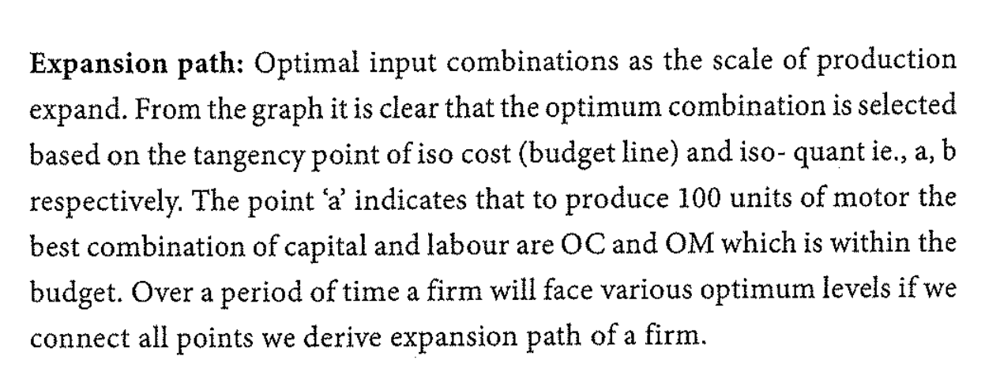 Expansion path: Optimal input combinations as the scale of production
expand. From the graph it is clear that the optimum combination is selected
based on the tangency point of iso cost (budget line) and iso- quant ie., a, b
respectively. The point ‘a’ indicates that to produce 100 units of motor the
best combination of capital and labour are OC and OM which is within the
budget. Over a period of time a firm will face various optimum levels if we
connect all points we derive expansion path of a firm.